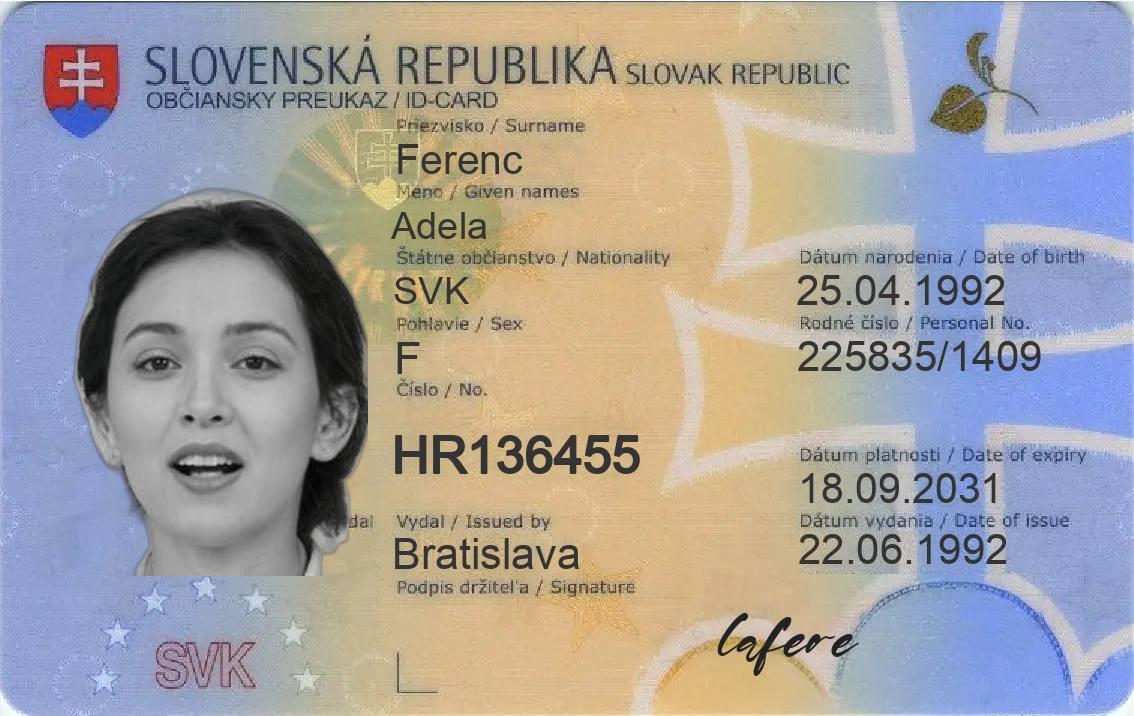 SLOVENSKÁ REPUBLIKA SLOVAK REPUBLIC
OBČIANSKY PREUKAZ / ID-CARD
Priezvisko / Surname
Ferenc
Meno / Given names
Adela
Štátne občianstvo / Nationality
SVK
Dátum narodenia / Date of birth
25.04.1992
Pohlavie / Sex
F
Rodné číslo / Personal No.
225835/1409
Číslo / No.
HR136455
Dátum platnosti / Date of expiry
18.09.2031
dal
Vydal / Issued by
Bratislava
Dátum vydania / Date of issue
22.06.1992
Podpis držiteľa / Signature
lafere
SVK